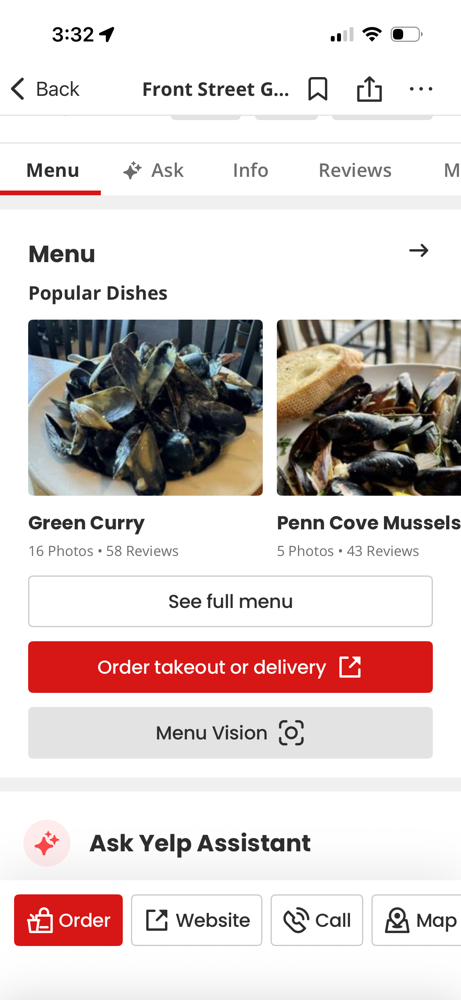 3:32
Back
Front Street G...
Menu
Ask
Info
Reviews
M
Menu
Popular Dishes
Green Curry
16 Photos • 58 Reviews
Penn Cove Mussels
5 Photos • 43 Reviews
See full menu
Order takeout or delivery
Menu Vision
Ask Yelp Assistant
Order
Website
Call
Map